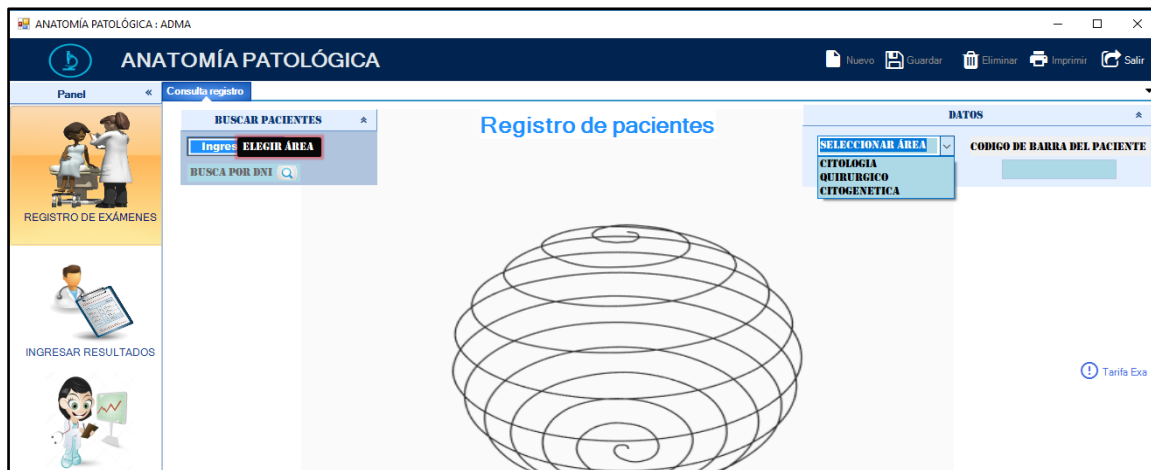 ANATOMÍA PATOLÓGICA : ADMA
ANATOMÍA PATOLÓGICA
Nuevo Guardar Eliminar Imprimir Salir
Panel «
Consulta registro
BUSCAR PACIENTES
Ingres ELEGIR ÁREA
BUSCA POR DNI
Registro de pacientes
DATOS
SELECCIONAR ÁREA
CITOLOGIA
QUIRURGICO
CITOGENETICA
CODIGO DE BARRA DEL PACIENTE
REGISTRO DE EXÁMENES
INGRESAR RESULTADOS
Tarifa Exa